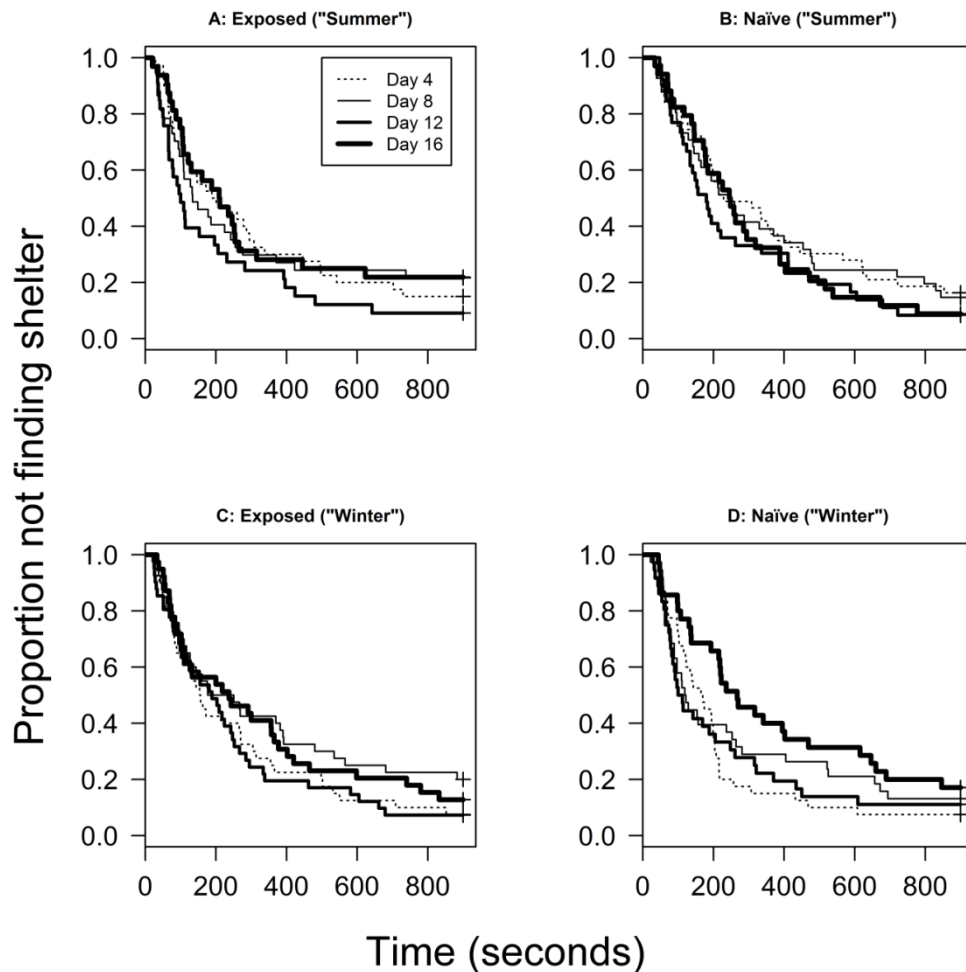 A: Exposed ("Summer")
1.0
0.8
0.6
0.4
0.2
0.0
0 200 400 600 800
Day 4
Day 8
Day 12
Day 16
B: Naïve ("Summer")
1.0
0.8
0.6
0.4
0.2
0.0
0 200 400 600 800
Proportion not finding shelter
C: Exposed ("Winter")
1.0
0.8
0.6
0.4
0.2
0.0
0 200 400 600 800
D: Naïve ("Winter")
1.0
0.8
0.6
0.4
0.2
0.0
0 200 400 600 800
Time (seconds)